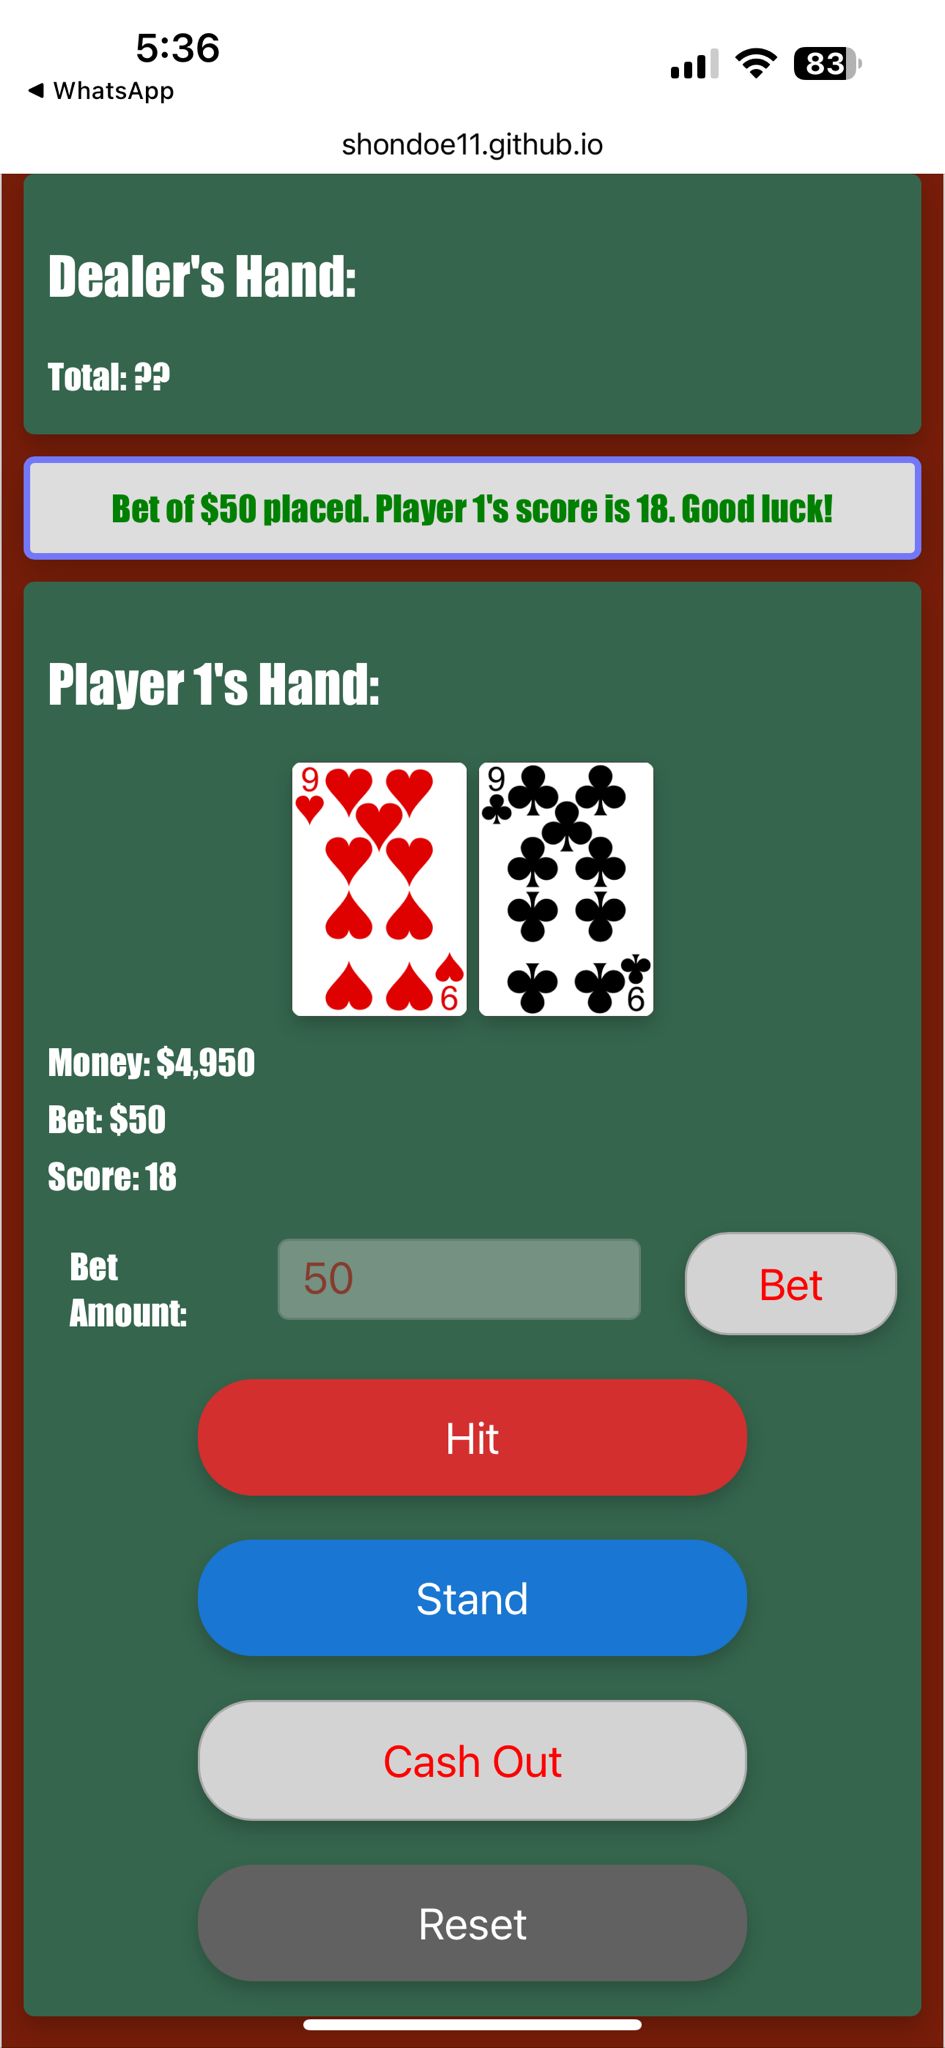 5:36
83
◀ WhatsApp
shondoe11.github.io
Dealer's Hand:
Total: ??
Bet of $50 placed. Player 1's score is 18. Good luck!
Player 1's Hand:
9 9
9 9
Money: $4,950
Bet: $50
Score: 18
Bet
Amount:
50
Bet
Hit
Stand
Cash Out
Reset